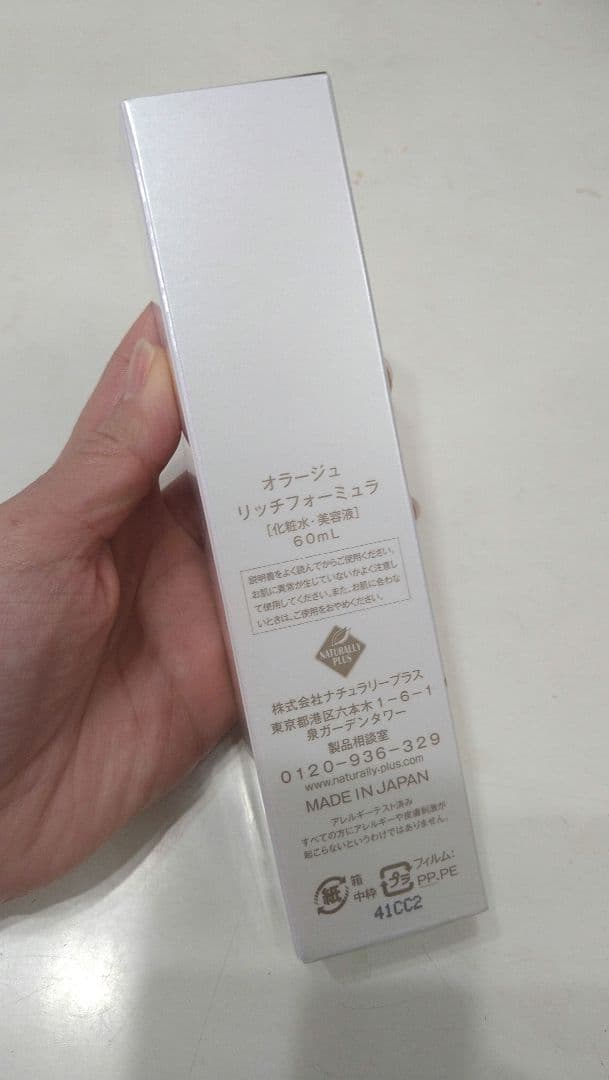 オラージュ
リッチフォーミュラ
[化粧水・美容液]
60mL
説明書をよく読んでからご使用ください。
お肌に異常が生じていないかよく注意し
て使用してください。また、お肌に合わな
いときは、ご使用をおやめください。
NATURALLY
PLUS
株式会社ナチュラリープラス
東京都港区六本木1-6-1
泉ガーデンタワー
製品相談室
0120-936-329
www.naturally-plus.com
MADE IN JAPAN
アレルギーテスト済み
すべての方にアレルギーや皮膚刺激が
起こらないというわけではありません。
紙 箱 中枠 プラ フィルム: PP.PE
41CC2